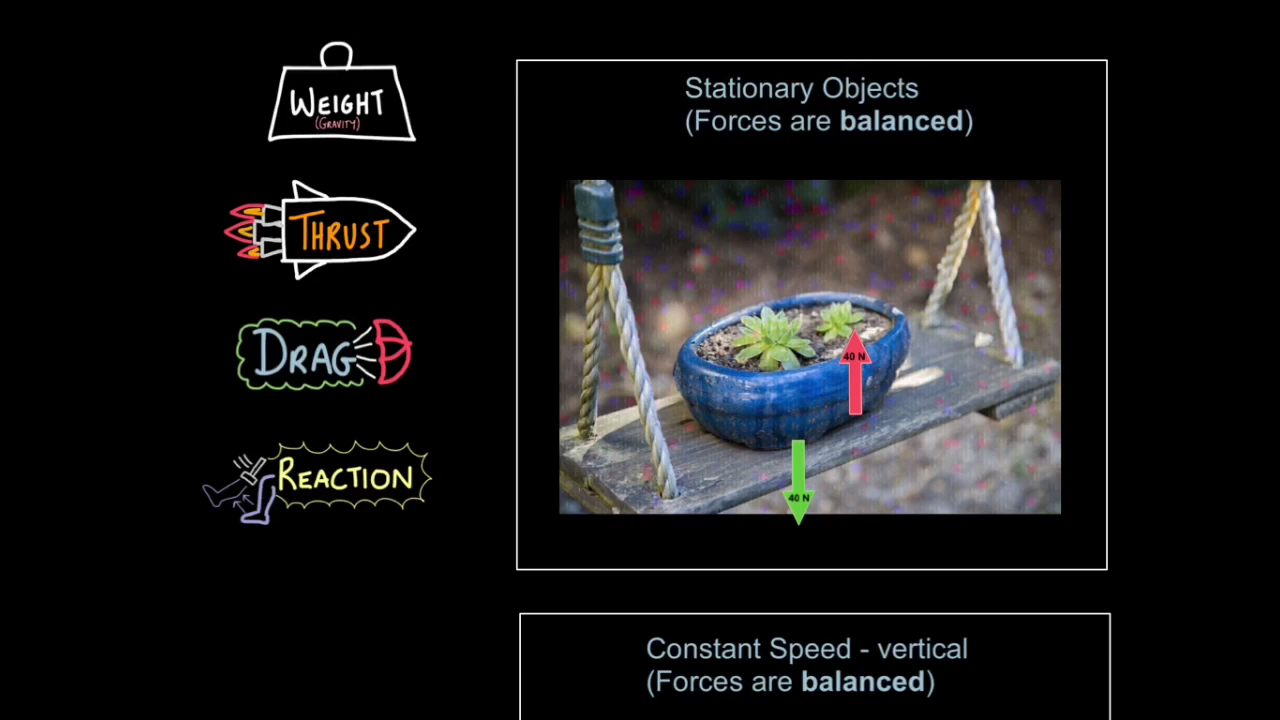 WEIGHT
(GRAVITY)
THRUST
DRAG
REACTION
Stationary Objects
(Forces are balanced)
40 N
40 N
Constant Speed - vertical
(Forces are balanced)